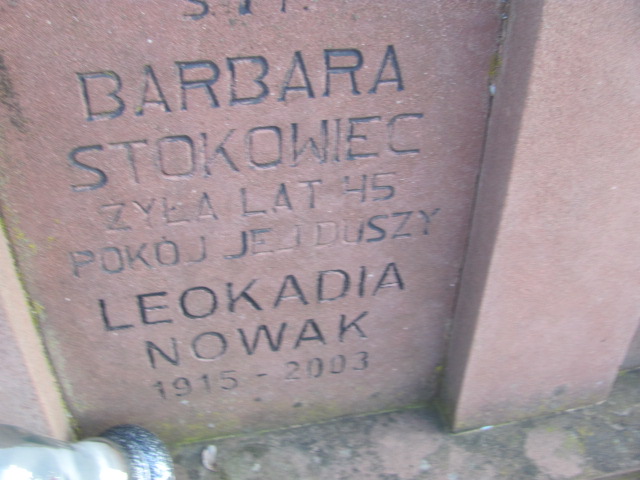 BARBARA
STOKOWIEC
ŻYŁA LAT 45
POKÓJ JEJ DUSZY
LEOKADIA
NOWAK
1915 - 2003